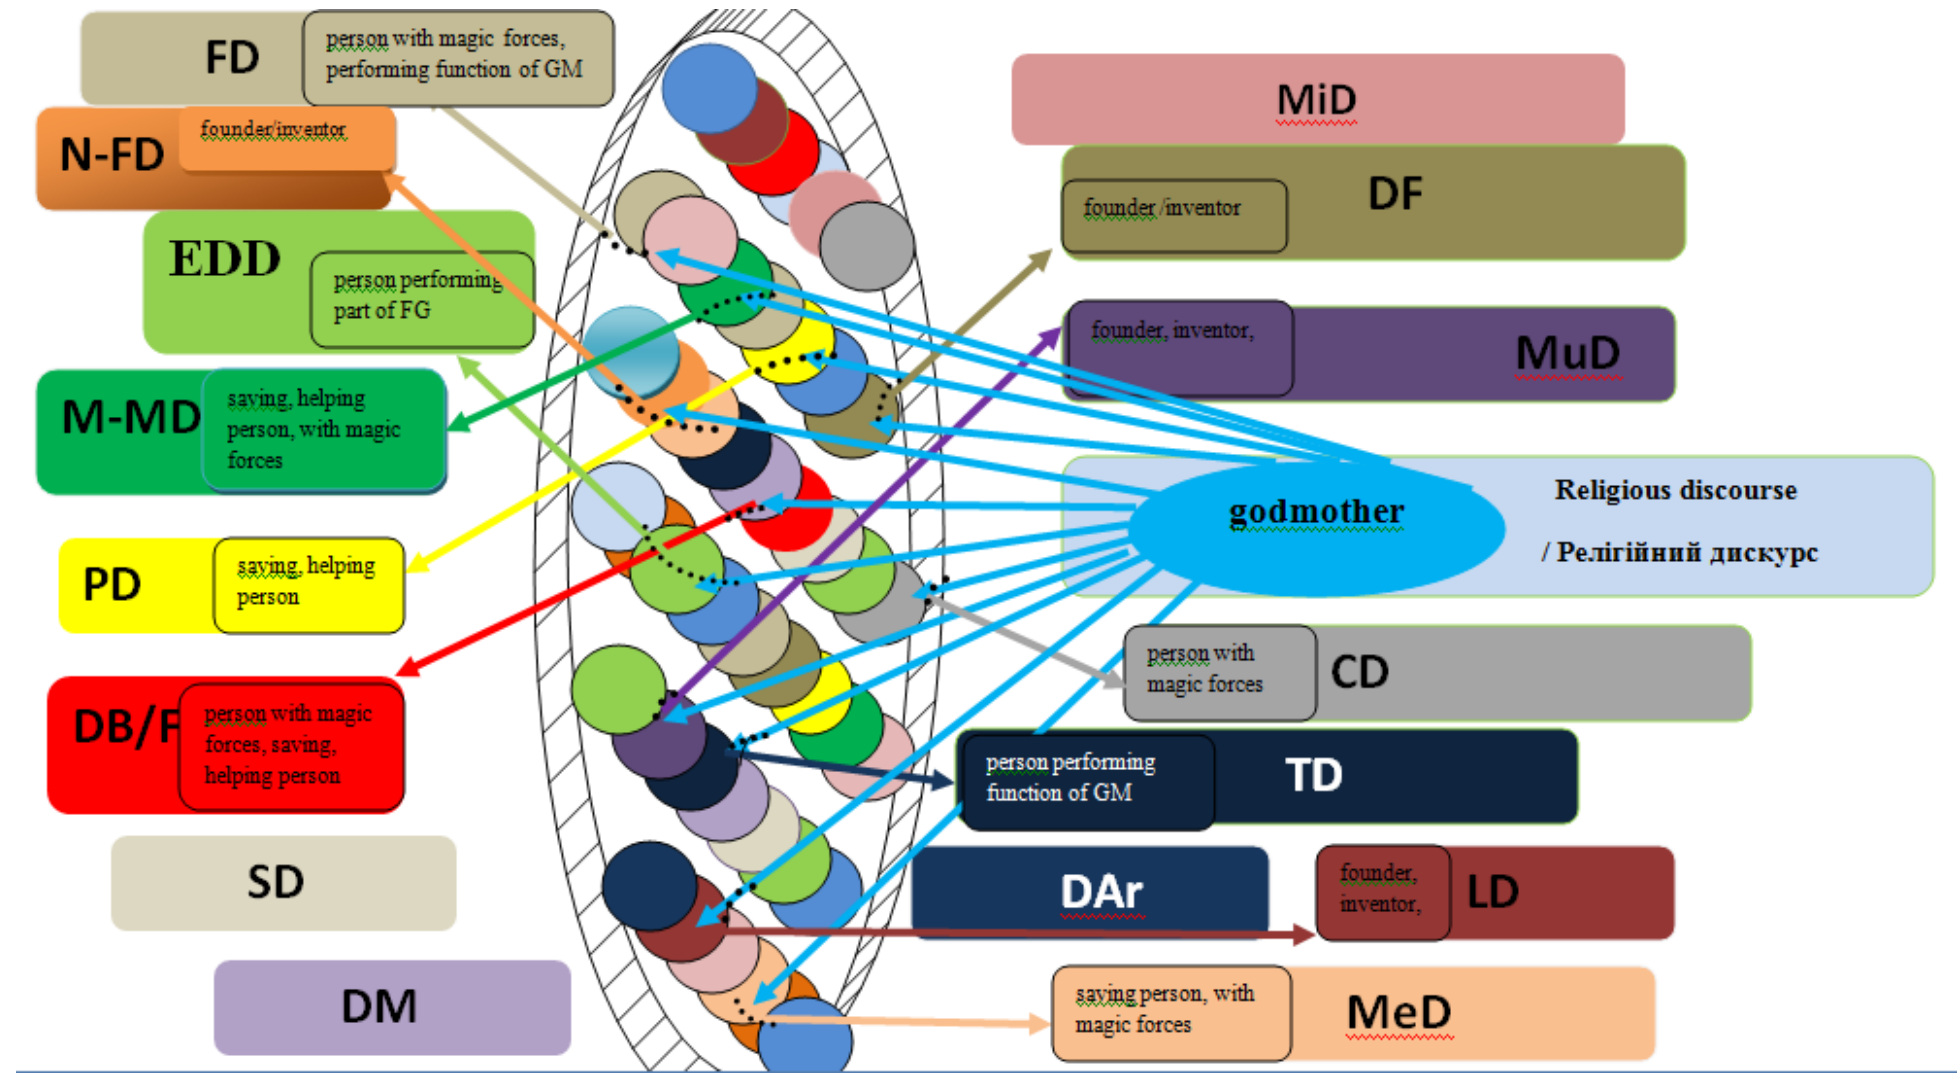 FD
person with magic forces,
performing function of GM
N-FD
founder/inventor
EDD
person performing
part of FG
M-MD
saving, helping
person, with magic
forces
PD
saving, helping
person
DB/F
person with magic
forces, saving,
helping person
SD
DM
MiD
DF
founder /inventor
founder, inventor,
MuD
godmother
Religious discourse
/ Релігійний дискурс
person with
magic forces
CD
person performing
function of GM
TD
DAr
founder,
inventor,
LD
saving person, with
magic forces
MeD